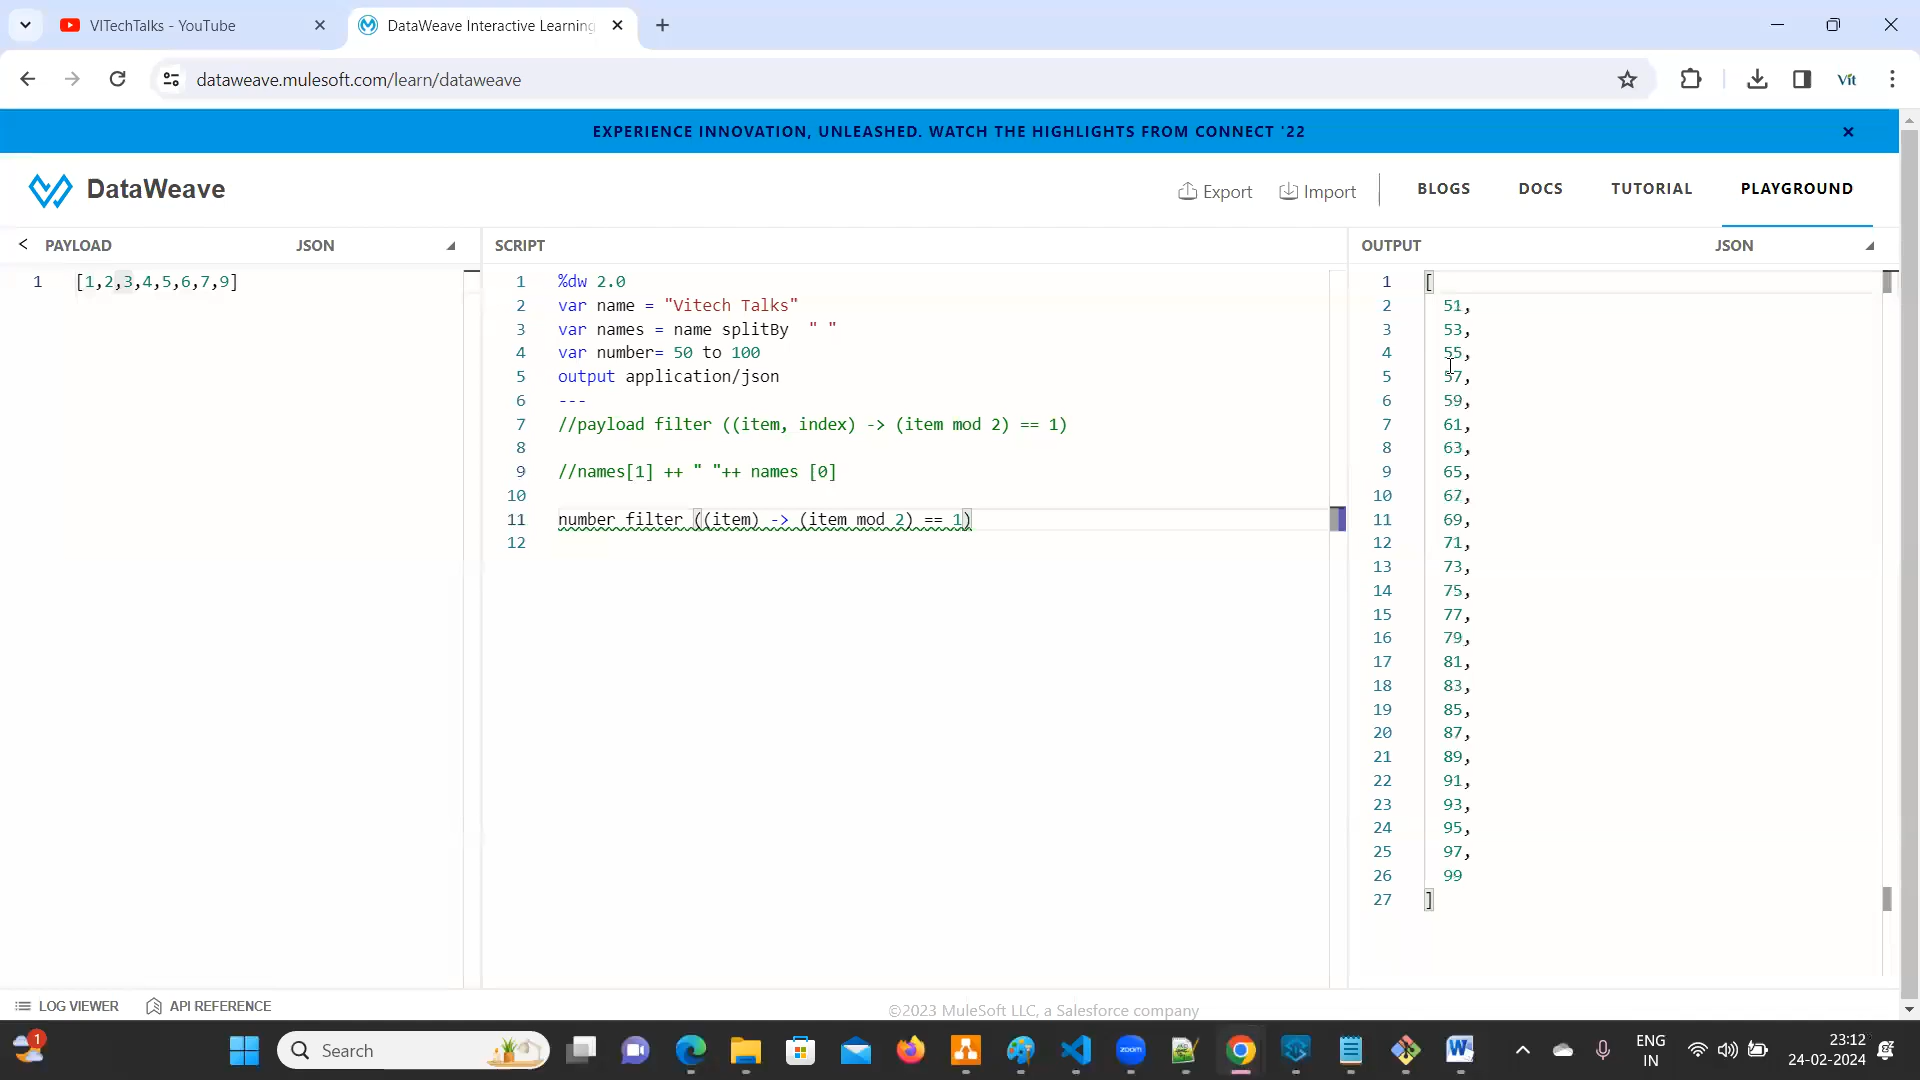 VITechTalks - YouTube
DataWeave Interactive Learning
dataweave.mulesoft.com/learn/dataweave
Vit
EXPERIENCE INNOVATION, UNLEASHED. WATCH THE HIGHLIGHTS FROM CONNECT '22
DataWeave
Export
Import
BLOGS
DOCS
TUTORIAL
PLAYGROUND
PAYLOAD
JSON
1 [1,2,3,4,5,6,7,9]
SCRIPT
1 %dw 2.0
2 var name = "Vitech Talks"
3 var names = name splitBy  " "
4 var number= 50 to 100
5 output application/json
6 ---
7 //payload filter ((item, index) -> (item mod 2) == 1)
8
9 //names[1] ++ " "++ names [0]
10
11 number filter ((item) -> (item mod 2) == 1)
12
OUTPUT
JSON
1 [
2 51,
3 53,
4 55,
5 57,
6 59,
7 61,
8 63,
9 65,
10 67,
11 69,
12 71,
13 73,
14 75,
15 77,
16 79,
17 81,
18 83,
19 85,
20 87,
21 89,
22 91,
23 93,
24 95,
25 97,
26 99
27 ]
LOG VIEWER
API REFERENCE
©2023 MuleSoft LLC, a Salesforce company
1
Search
zoom
ENG
IN
23:12
24-02-2024